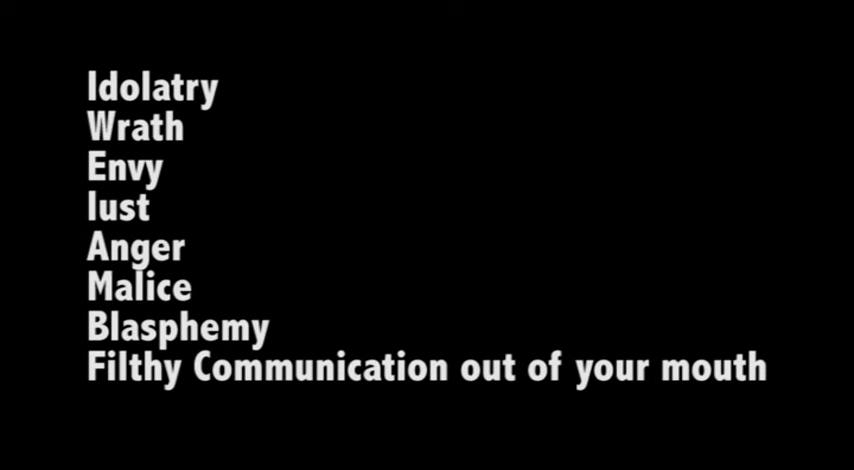 Idolatry
Wrath
Envy
lust
Anger
Malice
Blasphemy
Filthy Communication out of your mouth